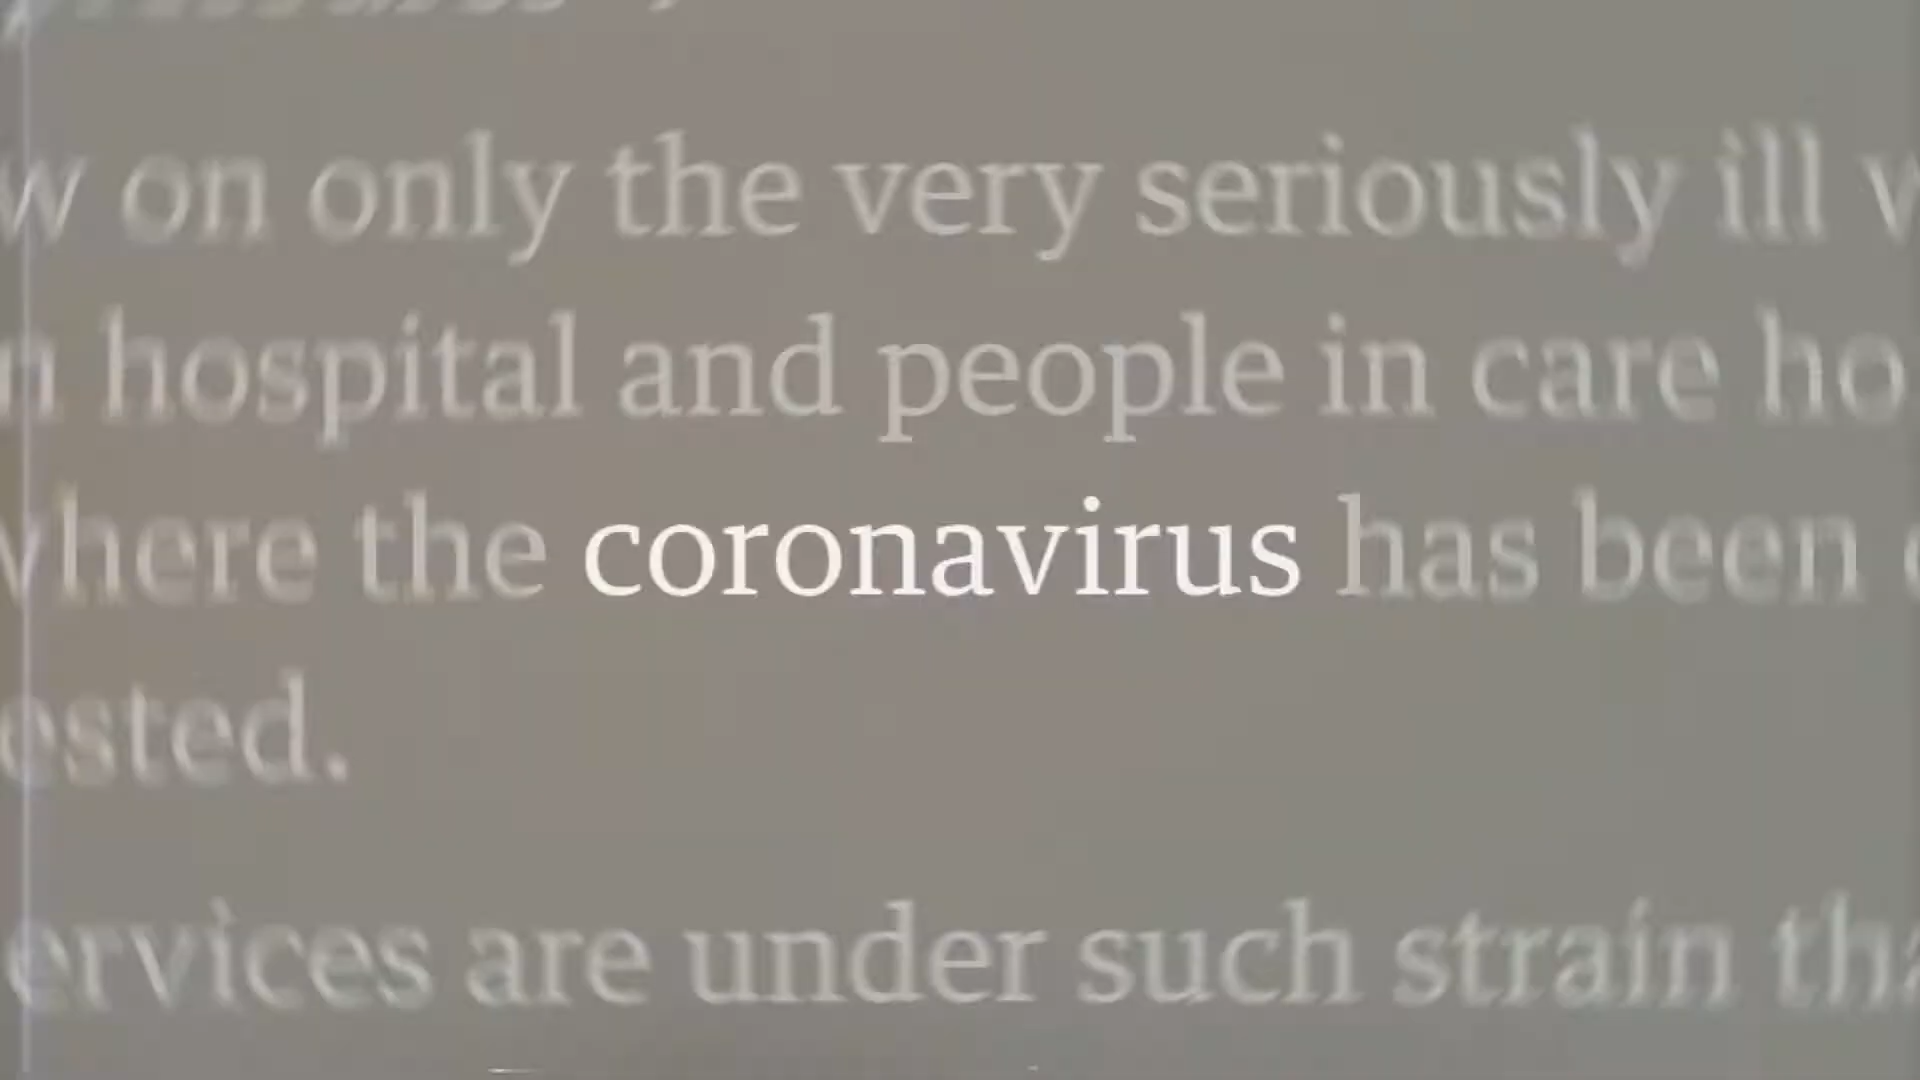 on only the very seriously ill
hospital and people in care
where the coronavirus has been
ested.
ervices are under such strain